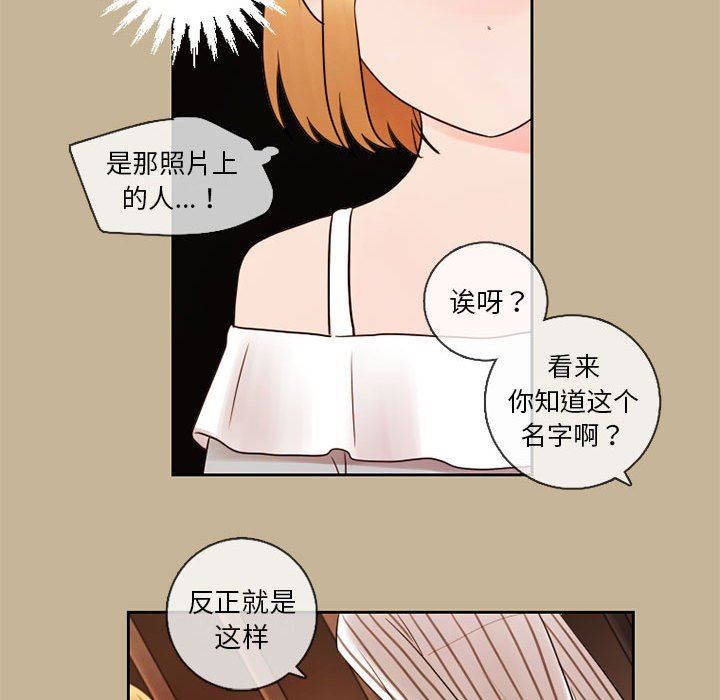 是那照片上
的人...！
诶呀？
看来
你知道这个
名字啊？
反正就是
这样